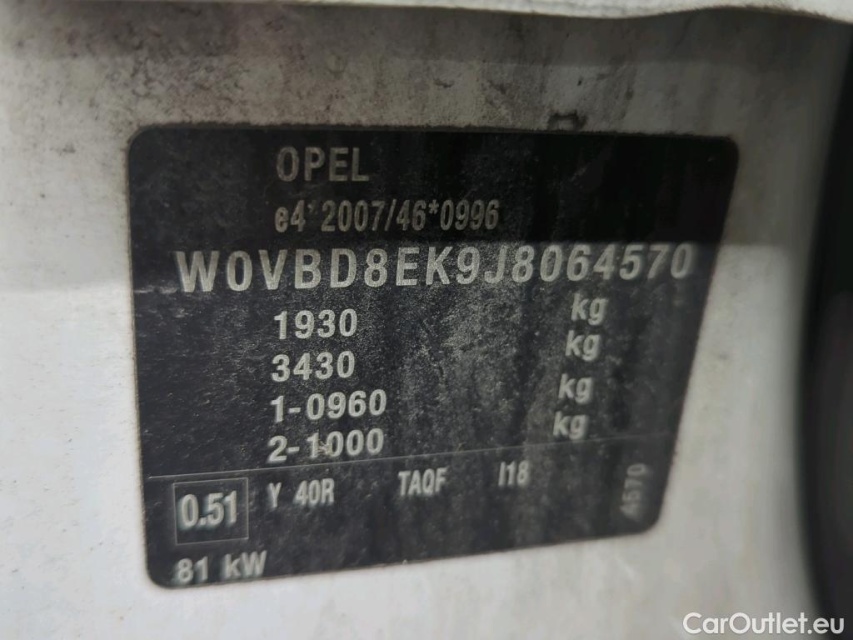 OPEL
e4*2007/46*0996
W0VBD8EK9J8064570
1930 kg
3430 kg
1-0960 kg
2-1000 kg
0.51 Y 40R TAQF I18
4570
81 kW
CarOutlet.eu